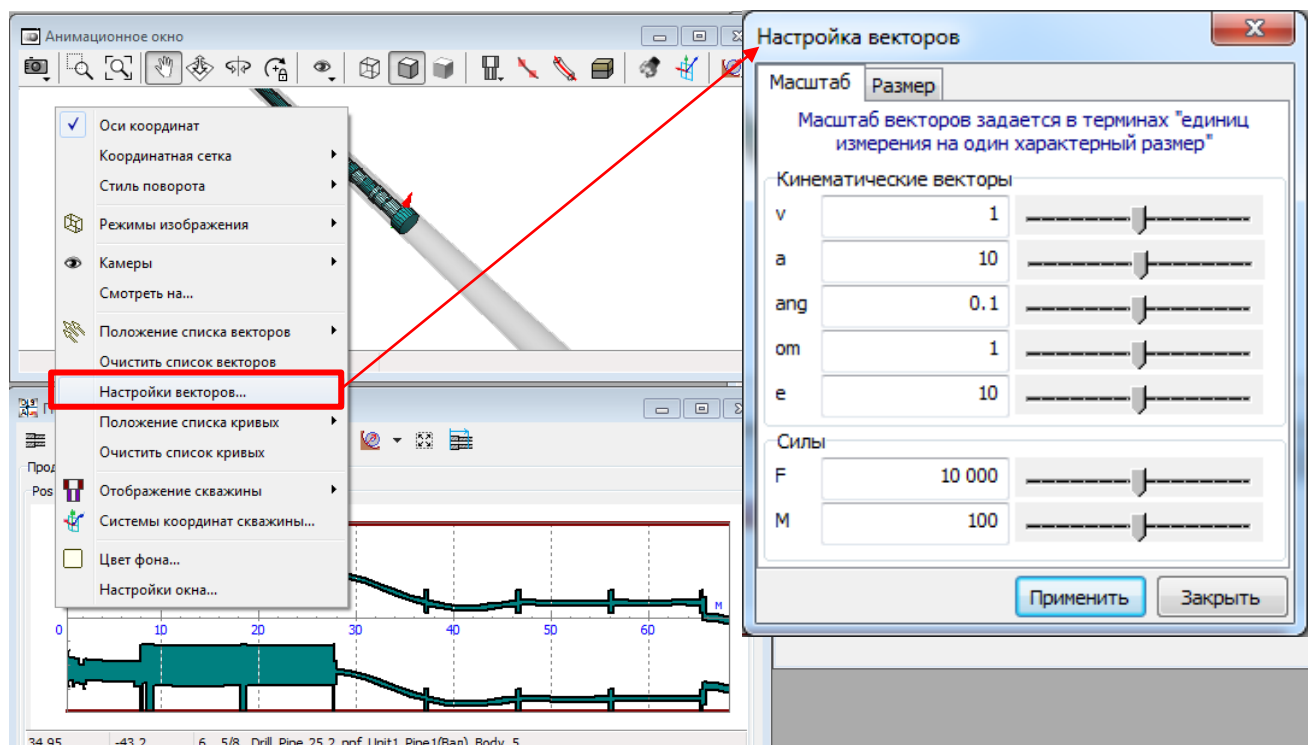 Анимационное окно
Оси координат
Координатная сетка
Стиль поворота
Режимы изображения
Камеры
Смотреть на...
Положение списка векторов
Очистить список векторов
Настройки векторов...
Положение списка кривых
Очистить список кривых
Отображение скважины
Системы координат скважины...
Цвет фона...
Настройки окна...
Pos
0 10 20 30 40 50 60 м
34.95 -43.2 6 5/8 Drill Pipe 25.2 ppf Unit1 Pipe1(Вал) Body 5
Настройка векторов
Масштаб Размер
Масштаб векторов задается в терминах "единиц
измерения на один характерный размер"
Кинематические векторы
v 1
a 10
ang 0.1
om 1
e 10
Силы
F 10 000
M 100
Применить Закрыть